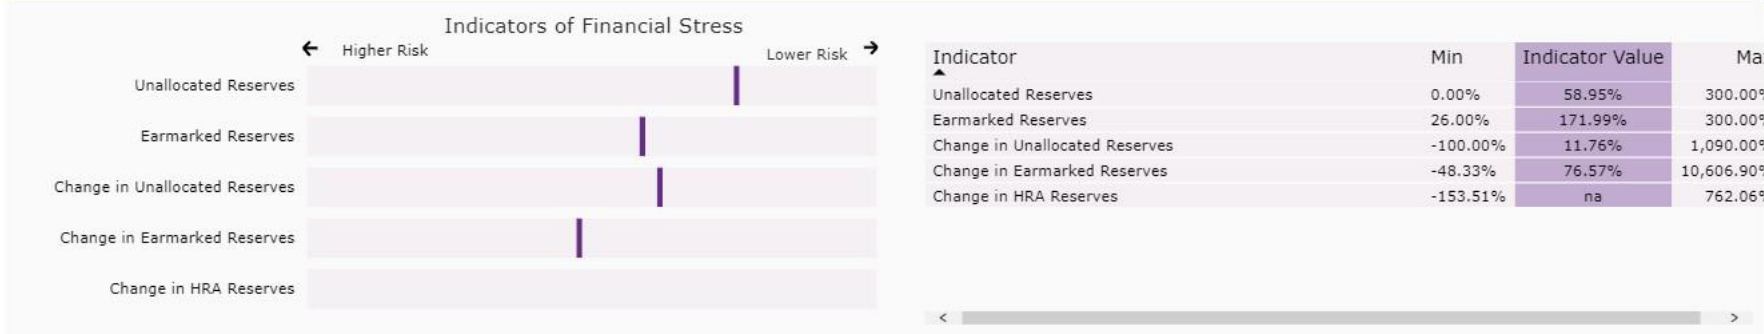 Indicators of Financial Stress
← Higher Risk Lower Risk →
Unallocated Reserves
Earmarked Reserves
Change in Unallocated Reserves
Change in Earmarked Reserves
Change in HRA Reserves
Indicator Min Indicator Value Ma
Unallocated Reserves 0.00% 58.95% 300.00%
Earmarked Reserves 26.00% 171.99% 300.00%
Change in Unallocated Reserves -100.00% 11.76% 1,090.00%
Change in Earmarked Reserves -48.33% 76.57% 10,606.90%
Change in HRA Reserves -153.51% na 762.06%